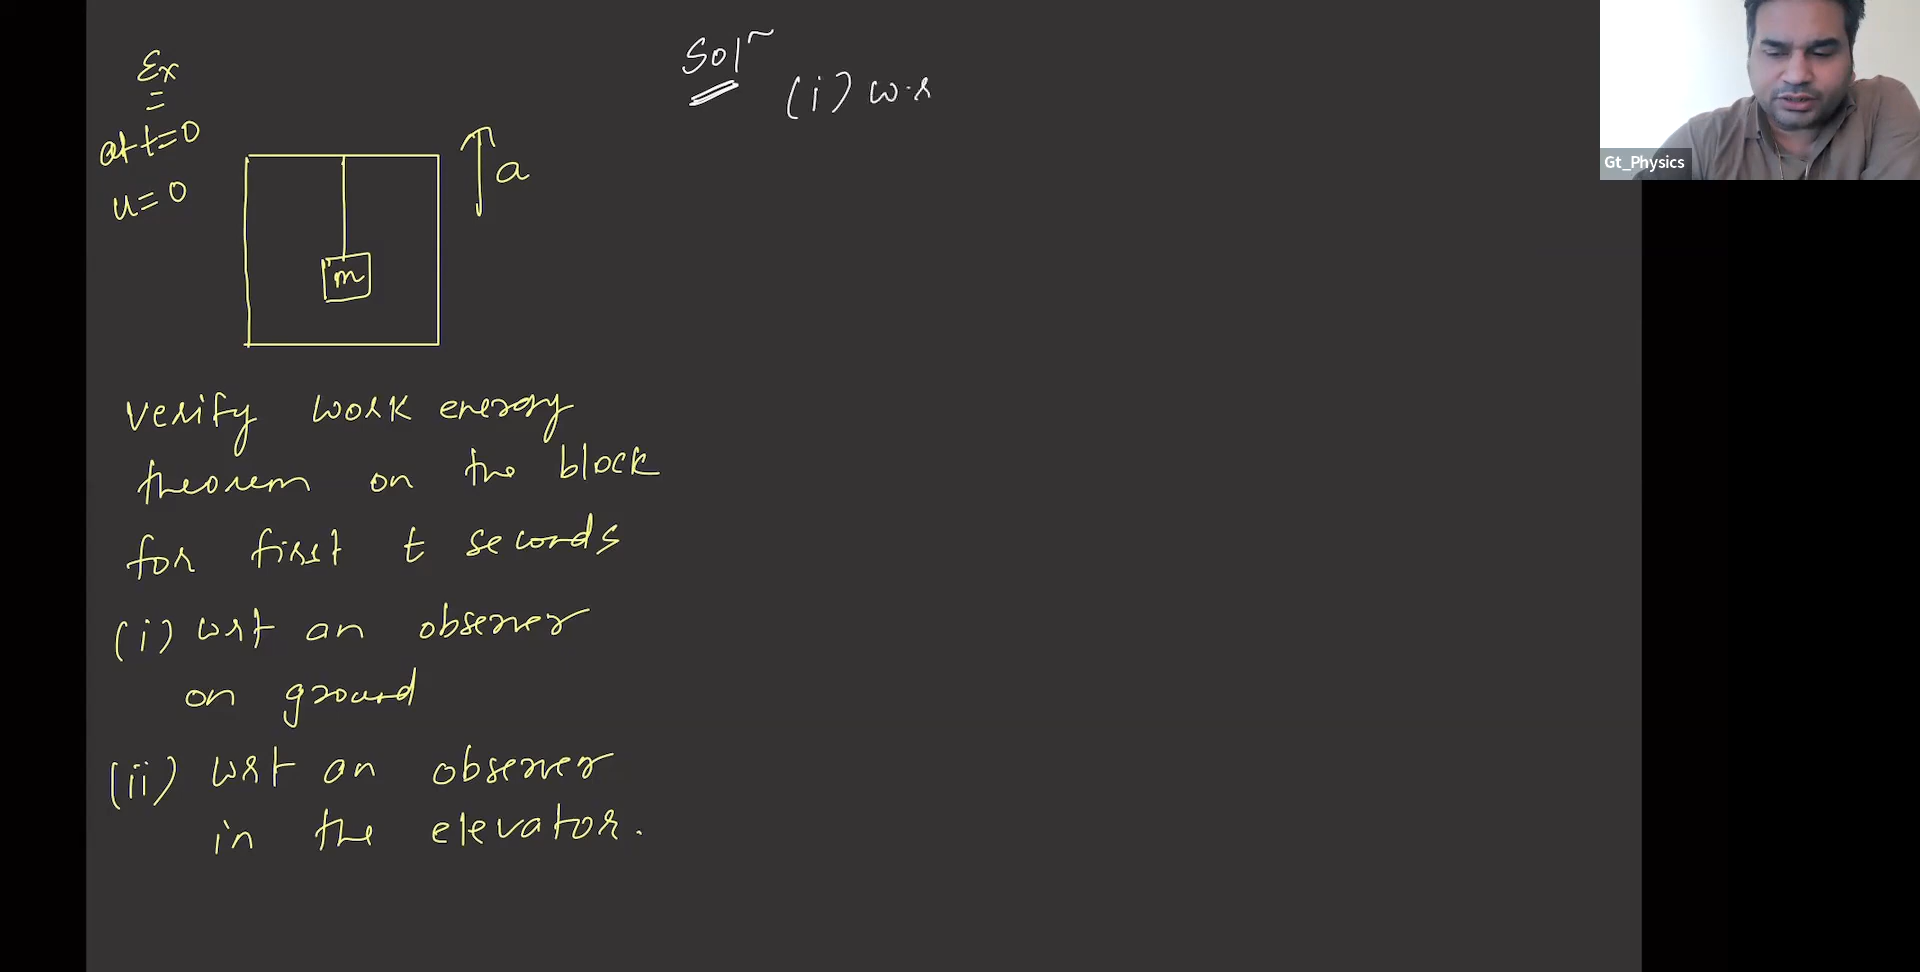 Ex
at t=0
u=0
a
m
verify work energy
theorem on the block
for first t seconds
(i) wrt an observer
on ground
(ii) wrt an observer
in the elevator.
Sol~
(i) w.r
Gt_Physics